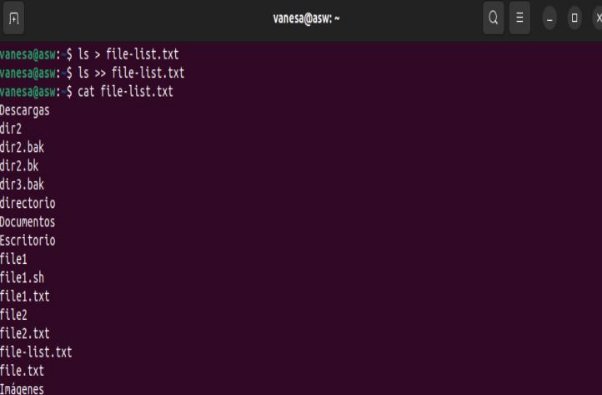 vanesa@asw: ~
vanesa@asw:~$ ls > file-list.txt
vanesa@asw:~$ ls >> file-list.txt
vanesa@asw:~$ cat file-list.txt
Descargas
dir2
dir2.bak
dir2.bk
dir3.bak
directorio
Documentos
Escritorio
file1
file1.sh
file1.txt
file2
file2.txt
file-list.txt
file.txt
Imágenes